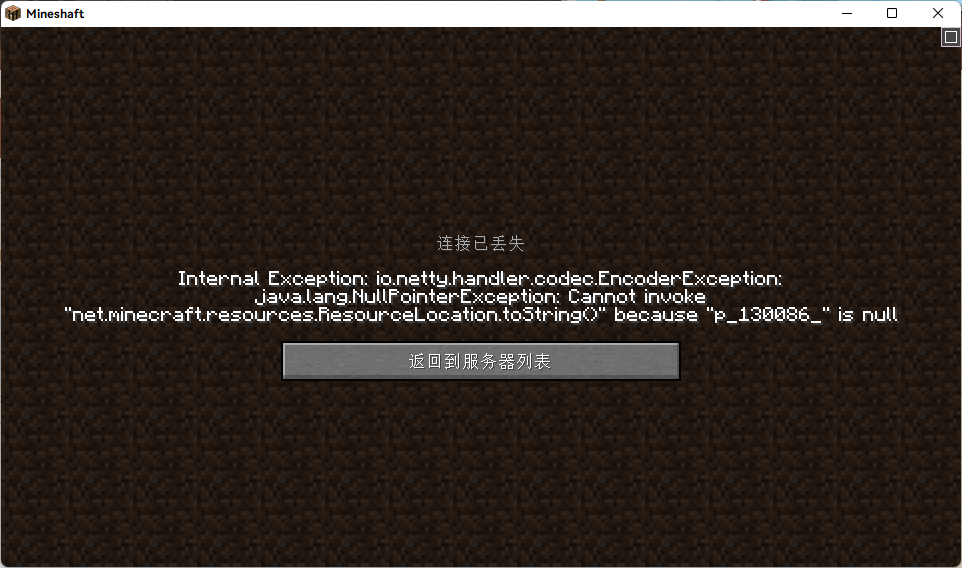 Mineshaft
连接已丢失
Internal Exception: io.netty.handler.codec.EncoderException:
java.lang.NullPointerException: Cannot invoke
"net.minecraft.resources.ResourceLocation.toString()" because "p_130086_" is null
返回到服务器列表